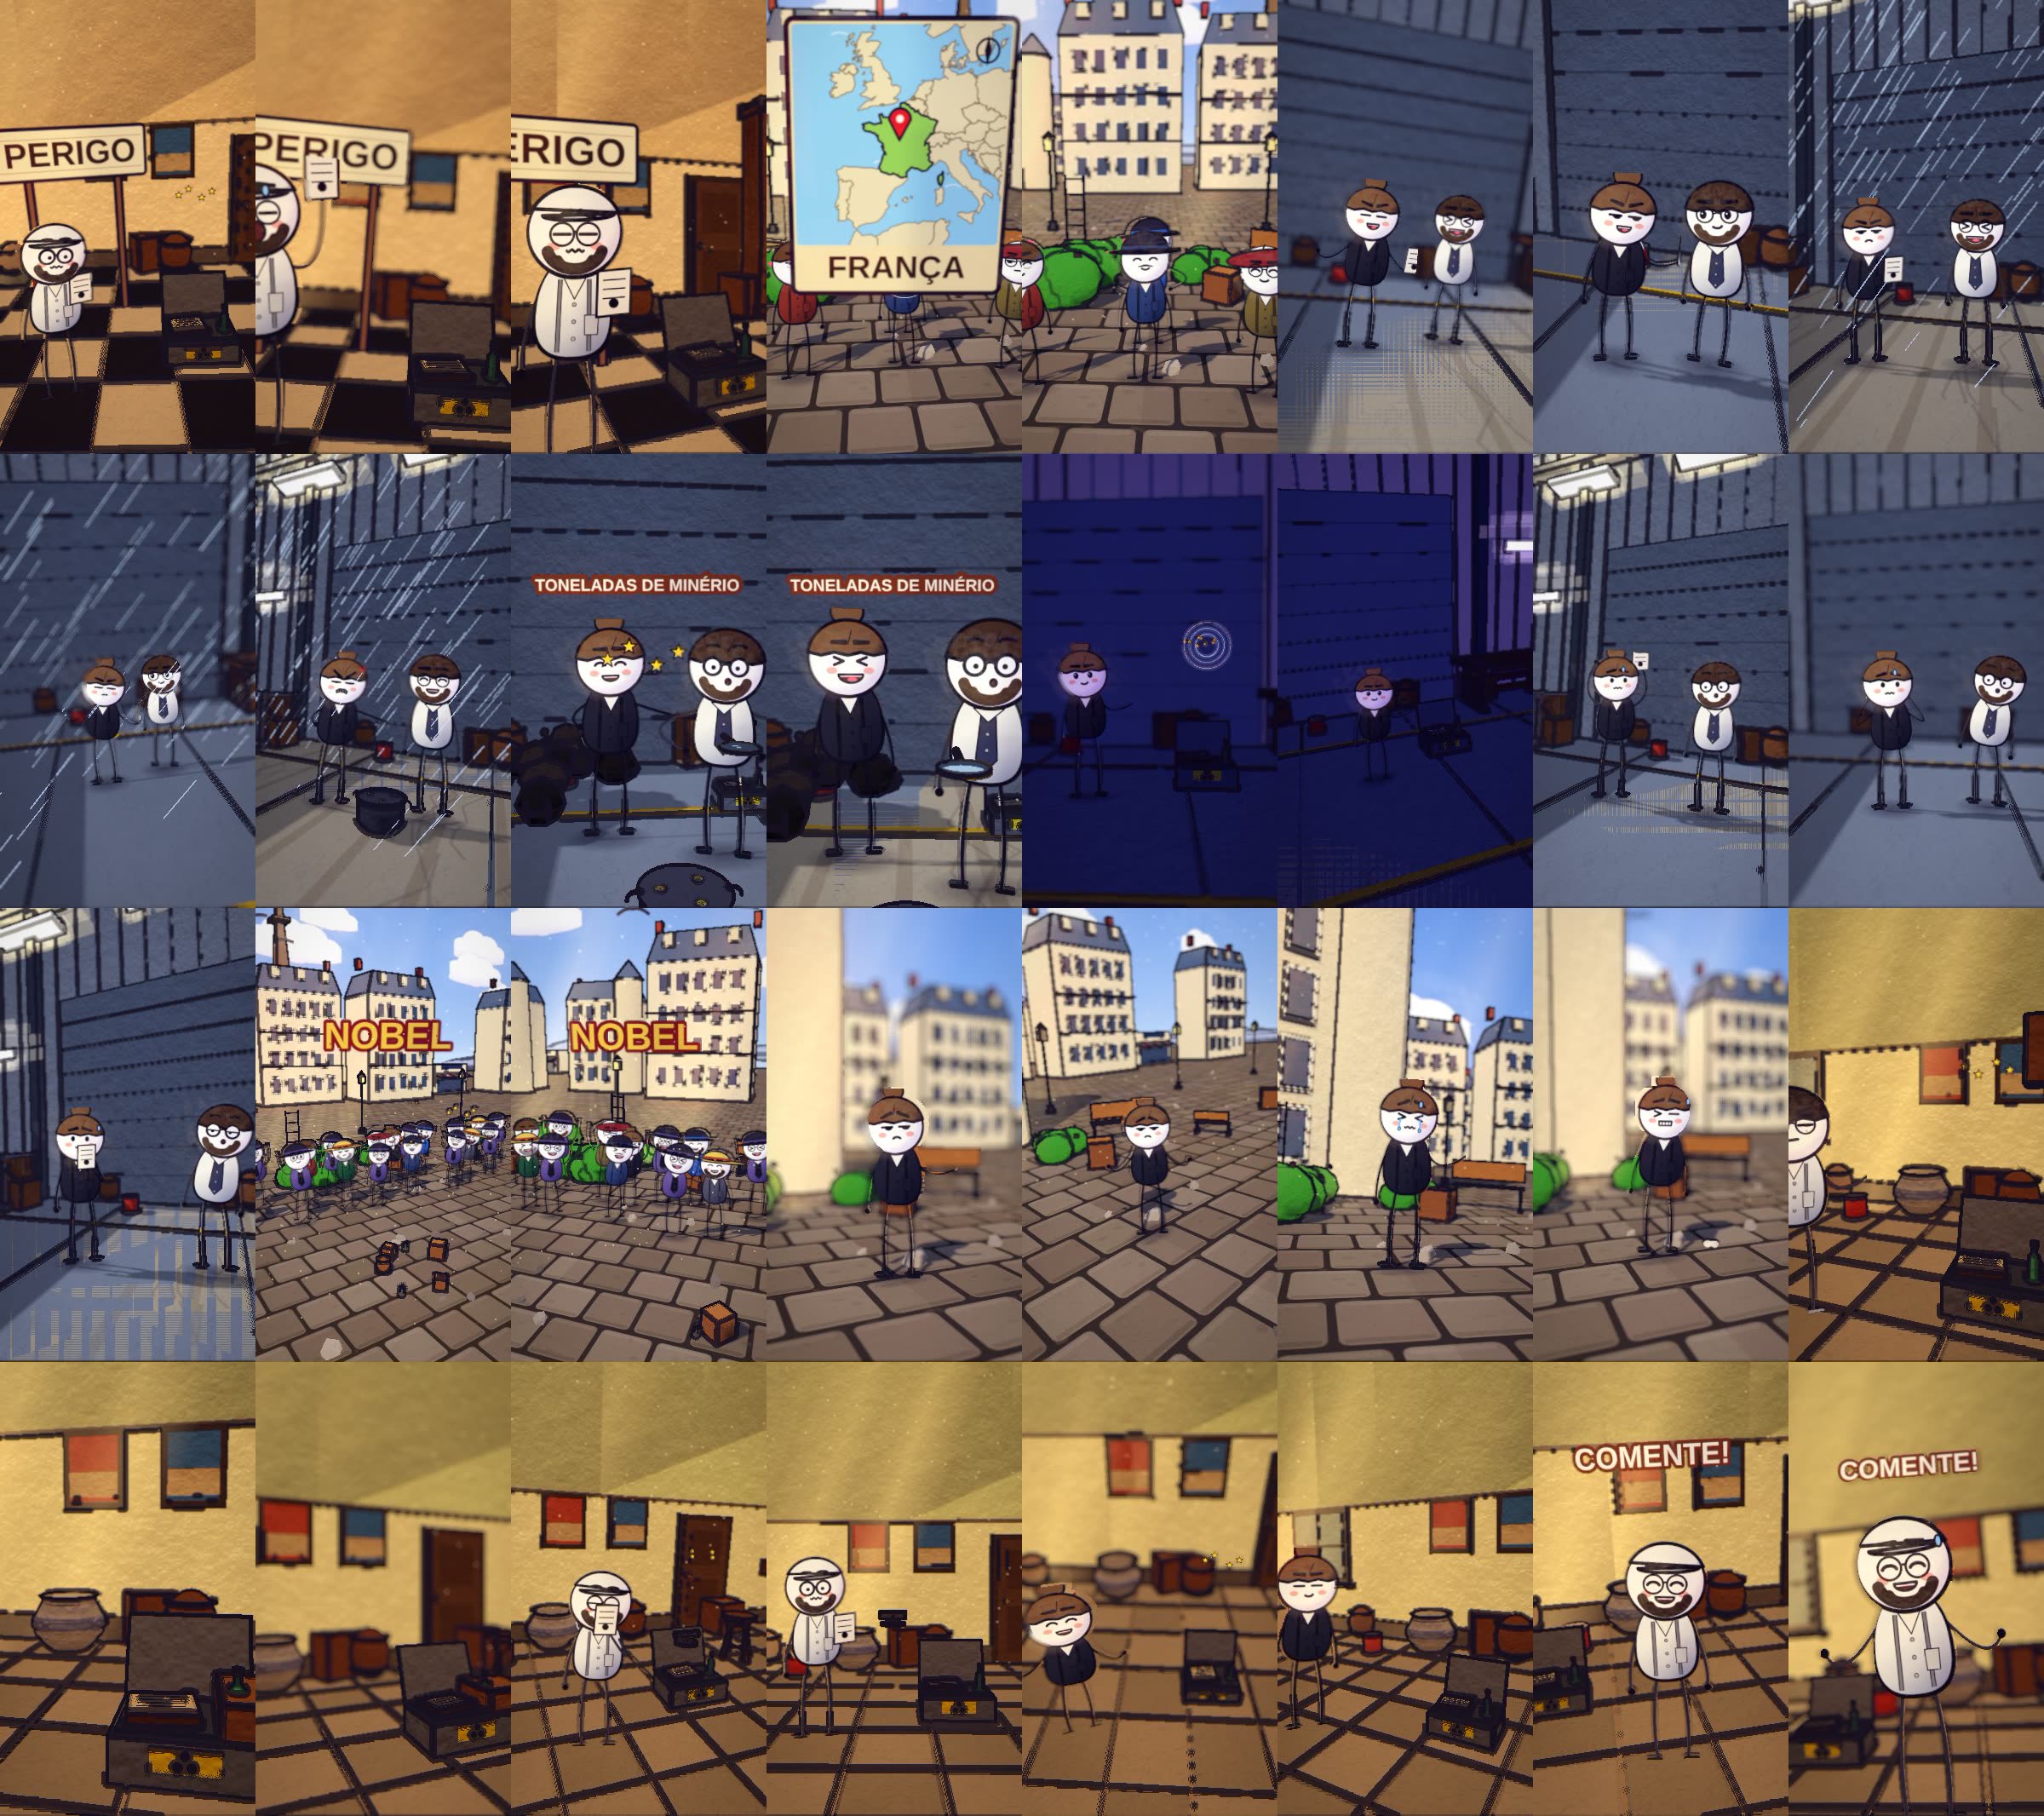 PERIGO
PERIGO
ERIGO
FRANÇA
TONELADAS DE MINÉRIO
TONELADAS DE MINÉRIO
NOBEL
NOBEL
COMENTE!
COMENTE!